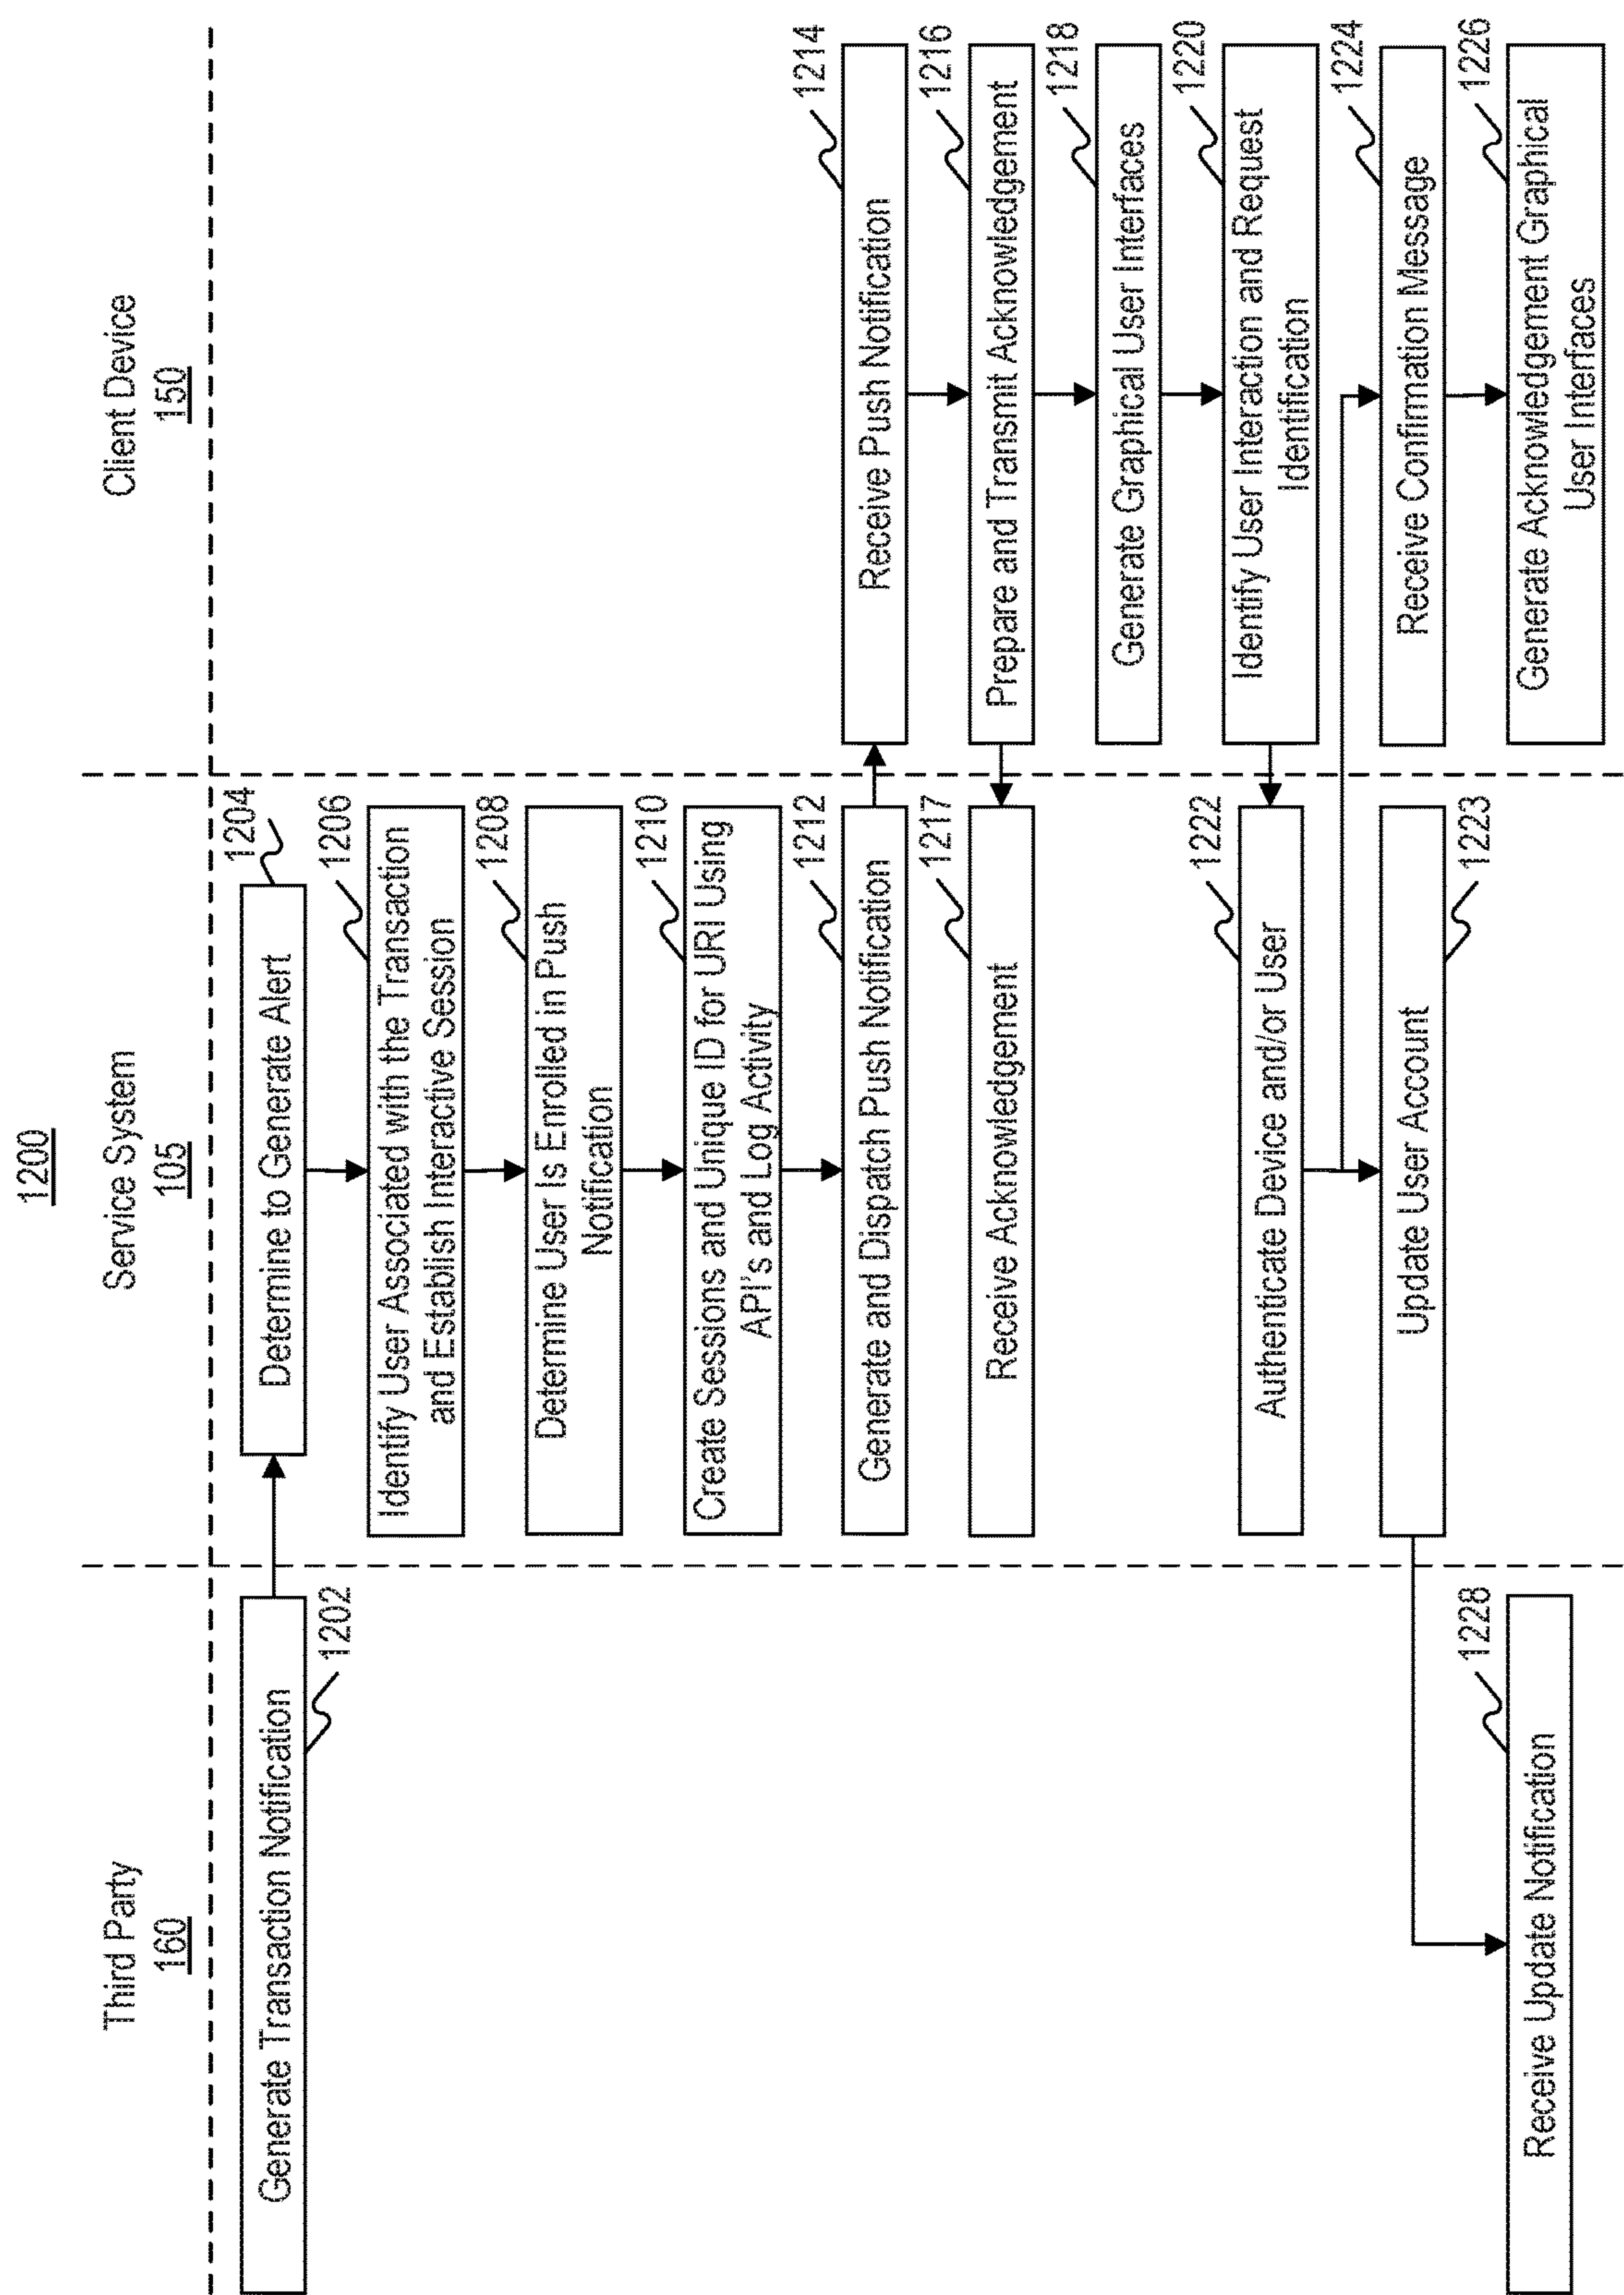 1200
Third Party
160
Service System
105
Client Device
150
Generate Transaction Notification
1202
Determine to Generate Alert
1204
Identify User Associated with the Transaction
and Establish Interactive Session
1206
Determine User Is Enrolled in Push
Notification
1208
Create Sessions and Unique ID for URI Using
API's and Log Activity
1210
Generate and Dispatch Push Notification
1212
Receive Push Notification
1214
Prepare and Transmit Acknowledgement
1216
Receive Acknowledgement
1217
Generate Graphical User Interfaces
1218
Identify User Interaction and Request
Identification
1220
Authenticate Device and/or User
1222
Update User Account
1223
Receive Confirmation Message
1224
Generate Acknowledgement Graphical
User Interfaces
1226
Receive Update Notification
1228